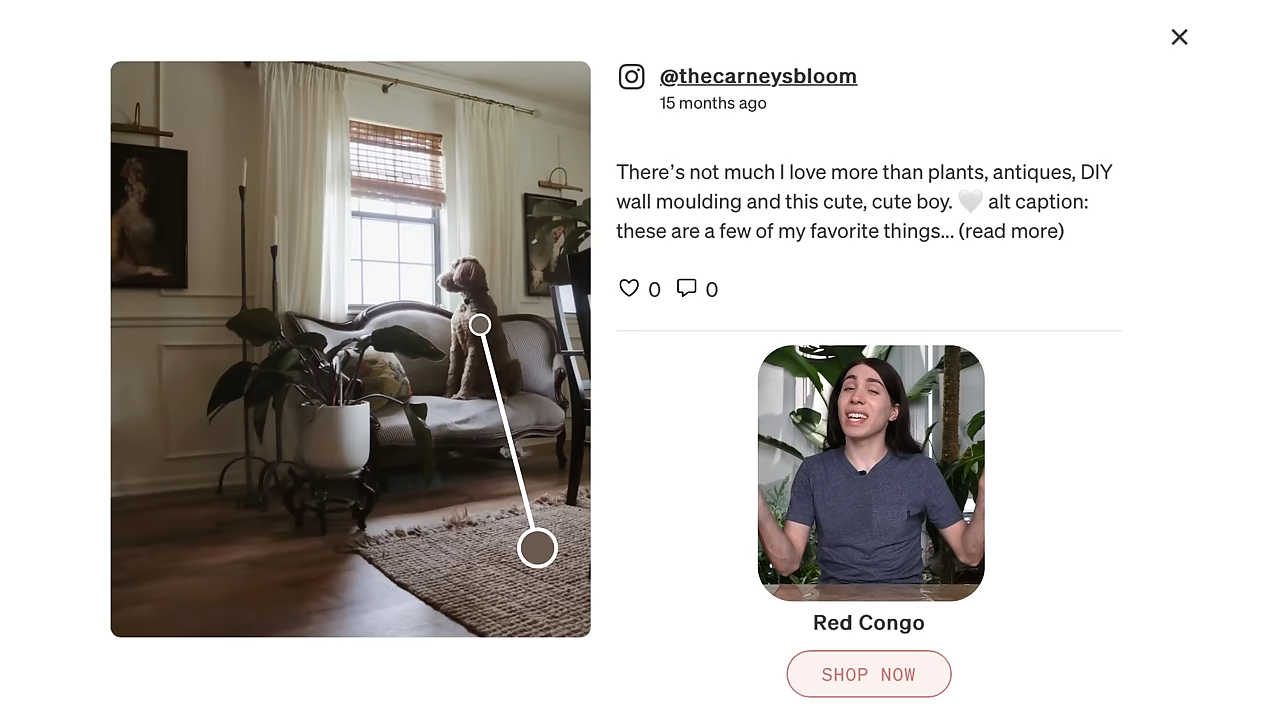 @thecarneysbloom
15 months ago
There’s not much I love more than plants, antiques, DIY
wall moulding and this cute, cute boy. 🤍 alt caption:
these are a few of my favorite things... (read more)
0 0
Red Congo
SHOP NOW